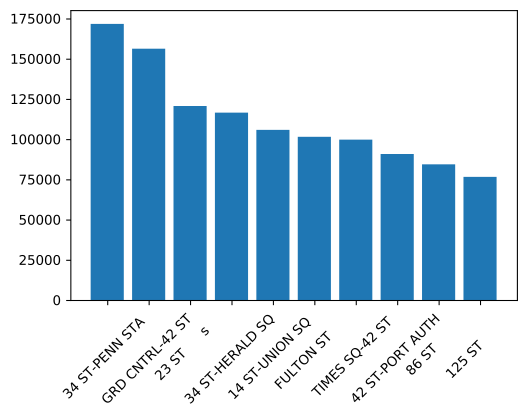 175000
150000
125000
100000
75000
50000
25000
0
34 ST-PENN STA
GRD CNTRL-42 ST
23 ST
s
34 ST-HERALD SQ
14 ST-UNION SQ
FULTON ST
TIMES SQ-42 ST
42 ST-PORT AUTH
86 ST
125 ST